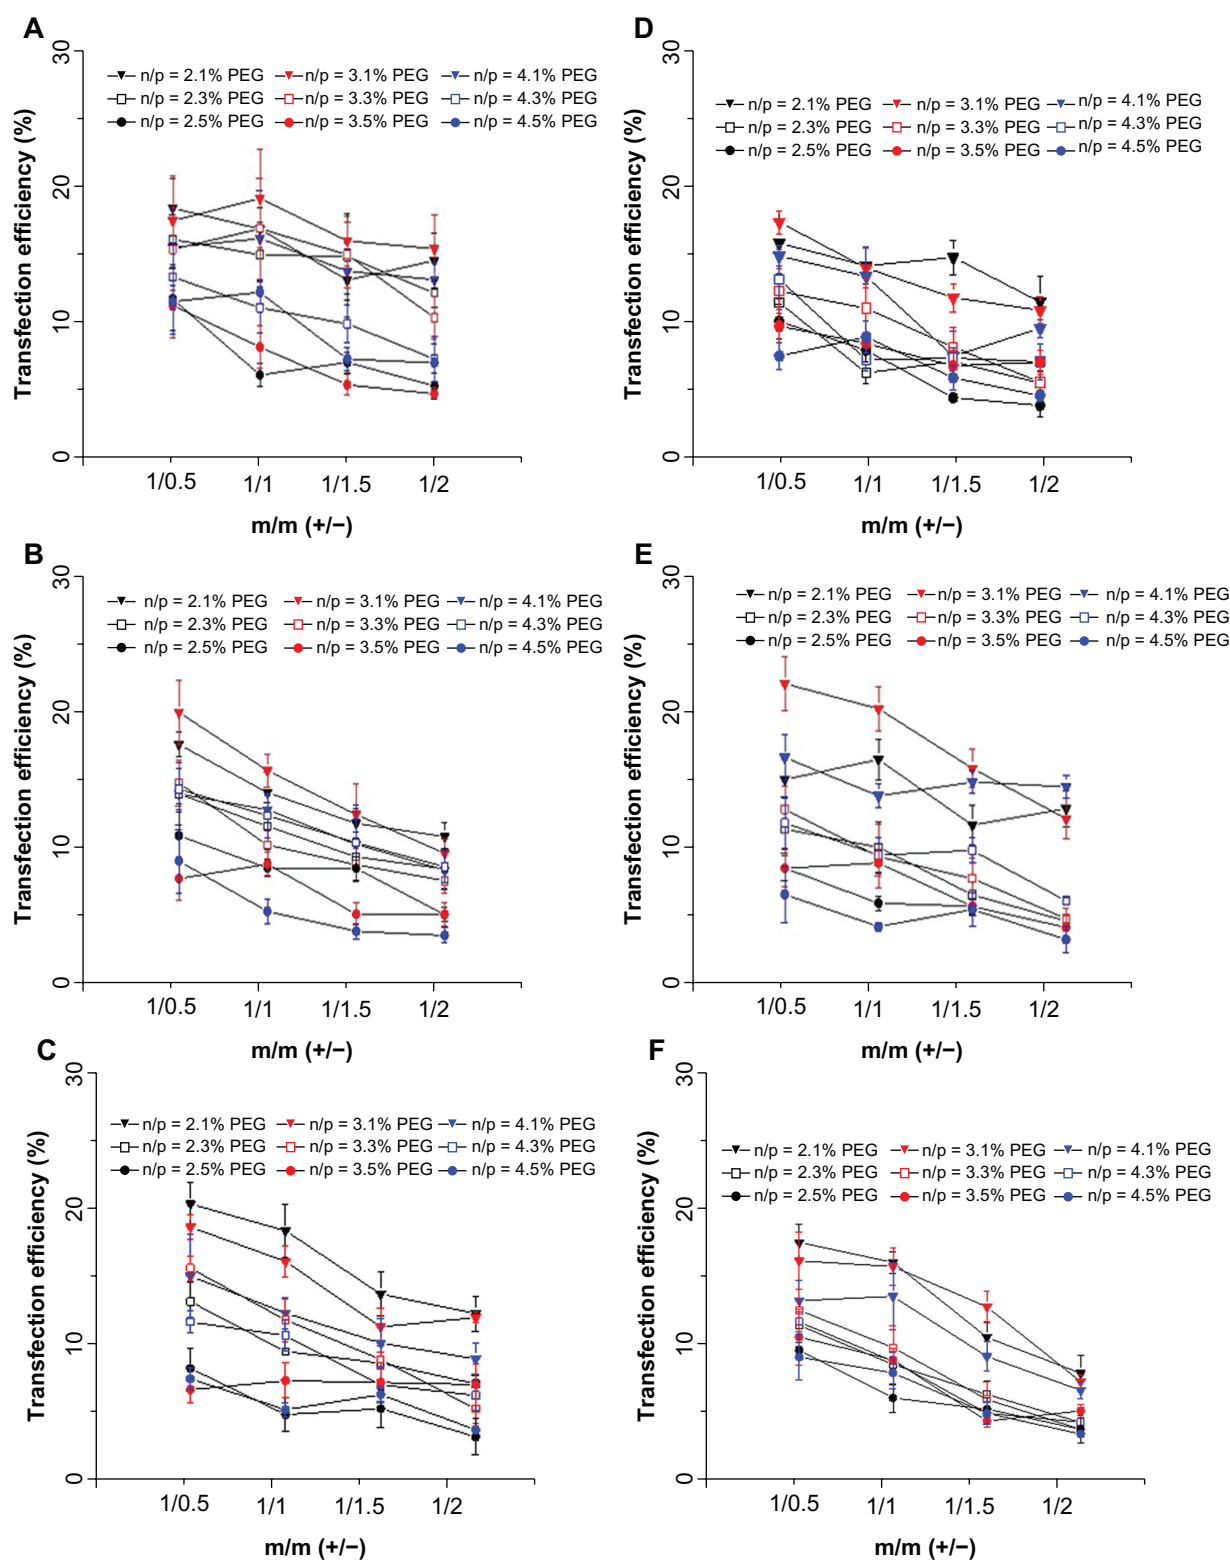 A
Transfection efficiency (%)
30
20
10
0
n/p = 2.1% PEG n/p = 3.1% PEG n/p = 4.1% PEG
n/p = 2.3% PEG n/p = 3.3% PEG n/p = 4.3% PEG
n/p = 2.5% PEG n/p = 3.5% PEG n/p = 4.5% PEG
1/0.5 1/1 1/1.5 1/2
m/m (+/−)
D
Transfection efficiency (%)
30
20
10
0
n/p = 2.1% PEG n/p = 3.1% PEG n/p = 4.1% PEG
n/p = 2.3% PEG n/p = 3.3% PEG n/p = 4.3% PEG
n/p = 2.5% PEG n/p = 3.5% PEG n/p = 4.5% PEG
1/0.5 1/1 1/1.5 1/2
m/m (+/−)
B
Transfection efficiency (%)
30
20
10
0
n/p = 2.1% PEG n/p = 3.1% PEG n/p = 4.1% PEG
n/p = 2.3% PEG n/p = 3.3% PEG n/p = 4.3% PEG
n/p = 2.5% PEG n/p = 3.5% PEG n/p = 4.5% PEG
1/0.5 1/1 1/1.5 1/2
m/m (+/−)
E
Transfection efficiency (%)
30
20
10
0
n/p = 2.1% PEG n/p = 3.1% PEG n/p = 4.1% PEG
n/p = 2.3% PEG n/p = 3.3% PEG n/p = 4.3% PEG
n/p = 2.5% PEG n/p = 3.5% PEG n/p = 4.5% PEG
1/0.5 1/1 1/1.5 1/2
m/m (+/−)
C
Transfection efficiency (%)
30
20
10
0
n/p = 2.1% PEG n/p = 3.1% PEG n/p = 4.1% PEG
n/p = 2.3% PEG n/p = 3.3% PEG n/p = 4.3% PEG
n/p = 2.5% PEG n/p = 3.5% PEG n/p = 4.5% PEG
1/0.5 1/1 1/1.5 1/2
m/m (+/−)
F
Transfection efficiency (%)
30
20
10
0
n/p = 2.1% PEG n/p = 3.1% PEG n/p = 4.1% PEG
n/p = 2.3% PEG n/p = 3.3% PEG n/p = 4.3% PEG
n/p = 2.5% PEG n/p = 3.5% PEG n/p = 4.5% PEG
1/0.5 1/1 1/1.5 1/2
m/m (+/−)